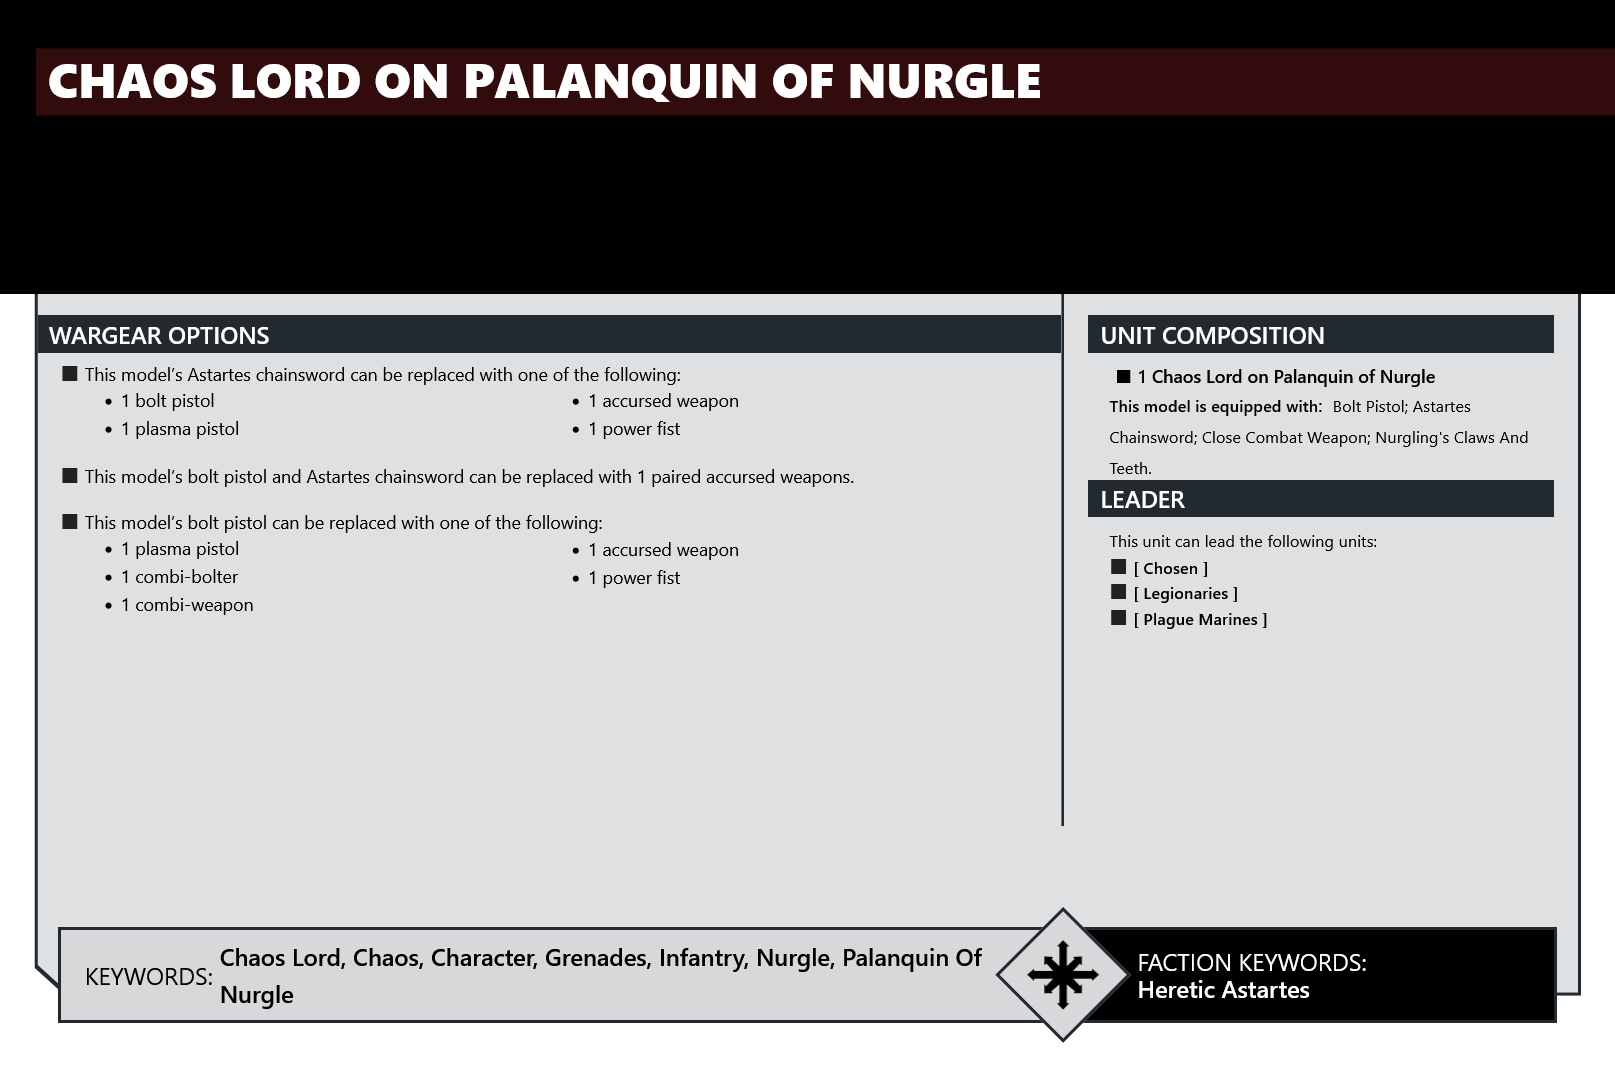 CHAOS LORD ON PALANQUIN OF NURGLE
WARGEAR OPTIONS
This model's Astartes chainsword can be replaced with one of the following:
• 1 bolt pistol
• 1 plasma pistol
• 1 accursed weapon
• 1 power fist
This model's bolt pistol and Astartes chainsword can be replaced with 1 paired accursed weapons.
This model's bolt pistol can be replaced with one of the following:
• 1 plasma pistol
• 1 combi-bolter
• 1 combi-weapon
• 1 accursed weapon
• 1 power fist
UNIT COMPOSITION
1 Chaos Lord on Palanquin of Nurgle
This model is equipped with: Bolt Pistol; Astartes
Chainsword; Close Combat Weapon; Nurgling's Claws And
Teeth.
LEADER
This unit can lead the following units:
[ Chosen ]
[ Legionaries ]
[ Plague Marines ]
KEYWORDS: Chaos Lord, Chaos, Character, Grenades, Infantry, Nurgle, Palanquin Of
Nurgle
FACTION KEYWORDS:
Heretic Astartes